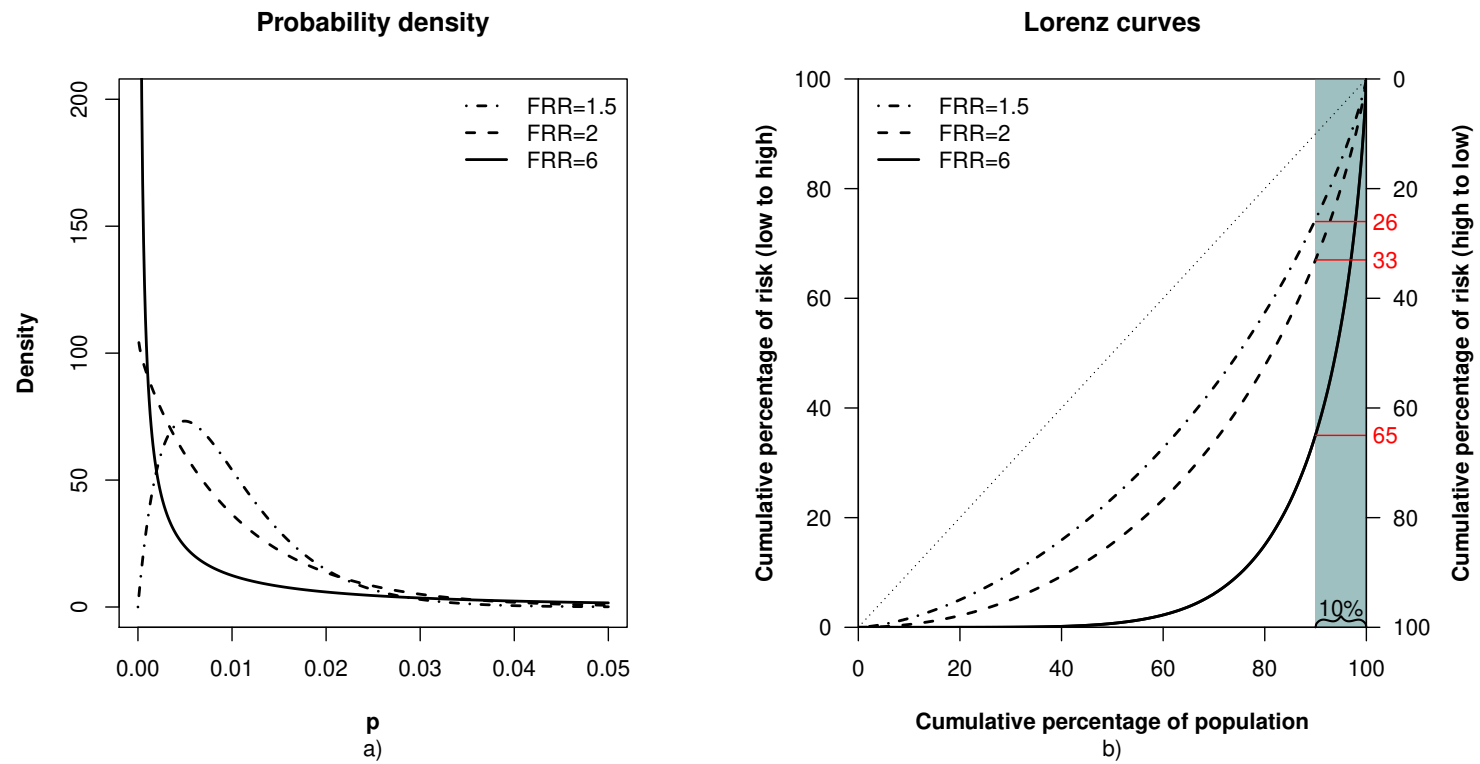 Probability density
Density
0
50
100
150
200
FRR=1.5
FRR=2
FRR=6
0.00 0.01 0.02 0.03 0.04 0.05
p
a)
Lorenz curves
Cumulative percentage of risk (low to high)
100
80
60
40
20
0
FRR=1.5
FRR=2
FRR=6
10%
0
20
26
33
40
60
65
80
100
Cumulative percentage of risk (high to low)
0 20 40 60 80 100
Cumulative percentage of population
b)